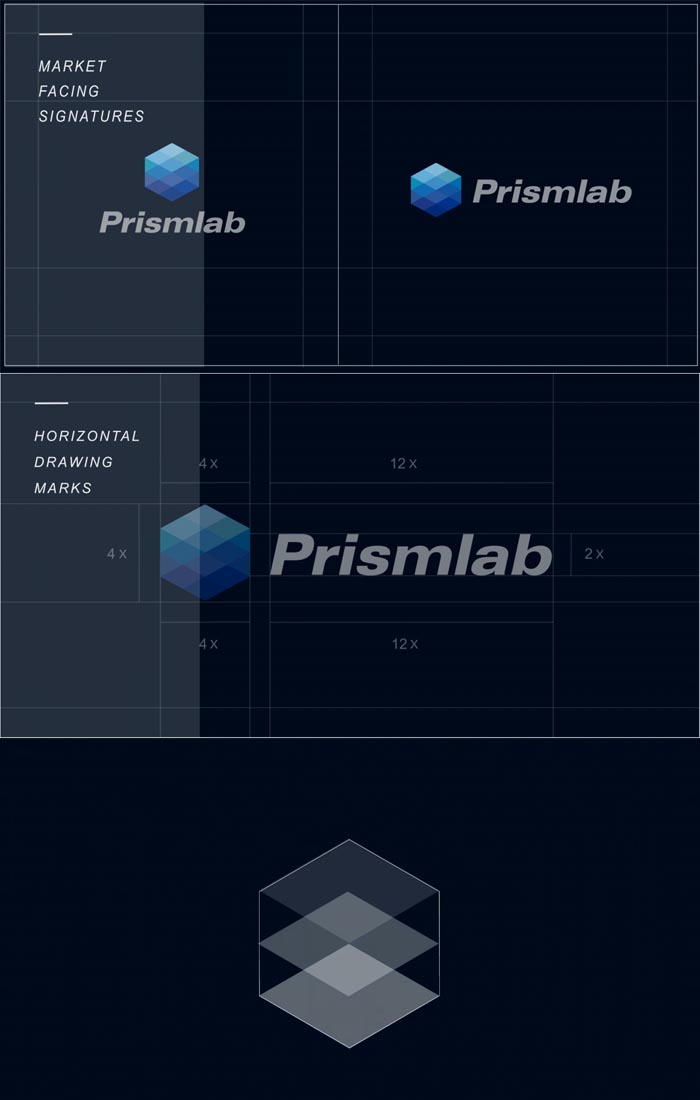 MARKET
FACING
SIGNATURES
Prismlab
Prismlab
HORIZONTAL
DRAWING
MARKS
4 X
12 X
4 X
Prismlab
2 X
4 X
12 X